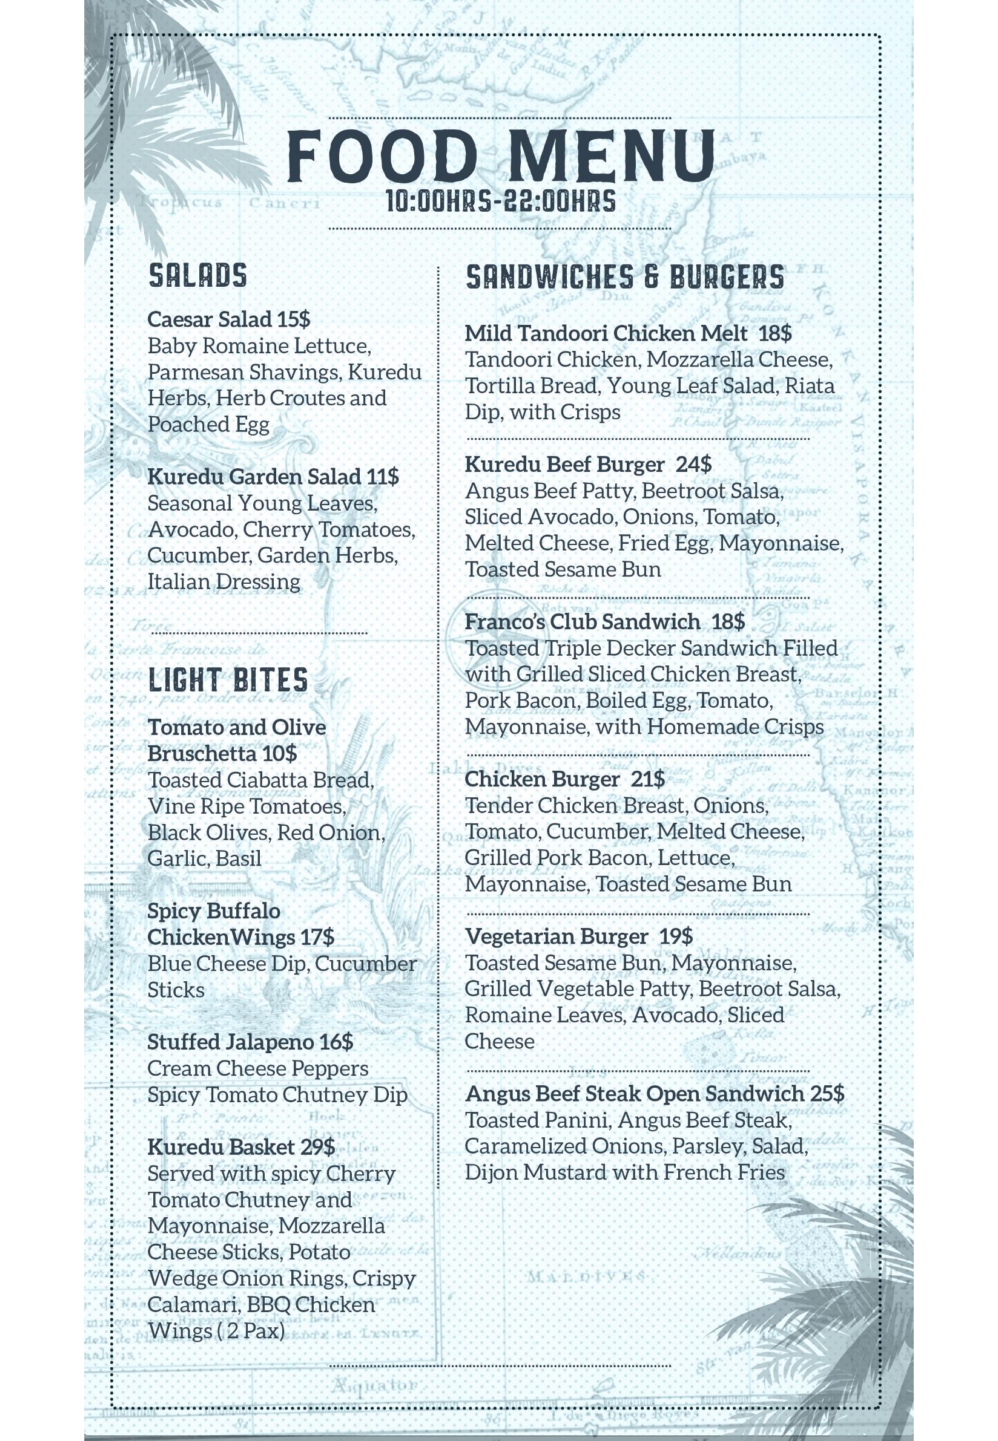 FOOD MENU
10:00HRS-22:00HRS
SALADS
Caesar Salad 15$
Baby Romaine Lettuce,
Parmesan Shavings, Kuredu
Herbs, Herb Croutes and
Poached Egg
Kuredu Garden Salad 11$
Seasonal Young Leaves,
Avocado, Cherry Tomatoes,
Cucumber, Garden Herbs,
Italian Dressing
LIGHT BITES
Tomato and Olive
Bruschetta 10$
Toasted Ciabatta Bread,
Vine Ripe Tomatoes,
Black Olives, Red Onion,
Garlic, Basil
Spicy Buffalo
ChickenWings 17$
Blue Cheese Dip, Cucumber
Sticks
Stuffed Jalapeno 16$
Cream Cheese Peppers
Spicy Tomato Chutney Dip
Kuredu Basket 29$
Served with spicy Cherry
Tomato Chutney and
Mayonnaise, Mozzarella
Cheese Sticks, Potato
Wedge Onion Rings, Crispy
Calamari, BBQ Chicken
Wings ( 2 Pax)
SANDWICHES & BURGERS
Mild Tandoori Chicken Melt 18$
Tandoori Chicken, Mozzarella Cheese,
Tortilla Bread, Young Leaf Salad, Riata
Dip, with Crisps
Kuredu Beef Burger 24$
Angus Beef Patty, Beetroot Salsa,
Sliced Avocado, Onions, Tomato,
Melted Cheese, Fried Egg, Mayonnaise,
Toasted Sesame Bun
Franco's Club Sandwich 18$
Toasted Triple Decker Sandwich Filled
with Grilled Sliced Chicken Breast,
Pork Bacon, Boiled Egg, Tomato,
Mayonnaise, with Homemade Crisps
Chicken Burger 21$
Tender Chicken Breast, Onions,
Tomato, Cucumber, Melted Cheese,
Grilled Pork Bacon, Lettuce,
Mayonnaise, Toasted Sesame Bun
Vegetarian Burger 19$
Toasted Sesame Bun, Mayonnaise,
Grilled Vegetable Patty, Beetroot Salsa,
Romaine Leaves, Avocado, Sliced
Cheese
Angus Beef Steak Open Sandwich 25$
Toasted Panini, Angus Beef Steak,
Caramelized Onions, Parsley, Salad,
Dijon Mustard with French Fries
Tropicus Cancri
MALDIVES
Æquator